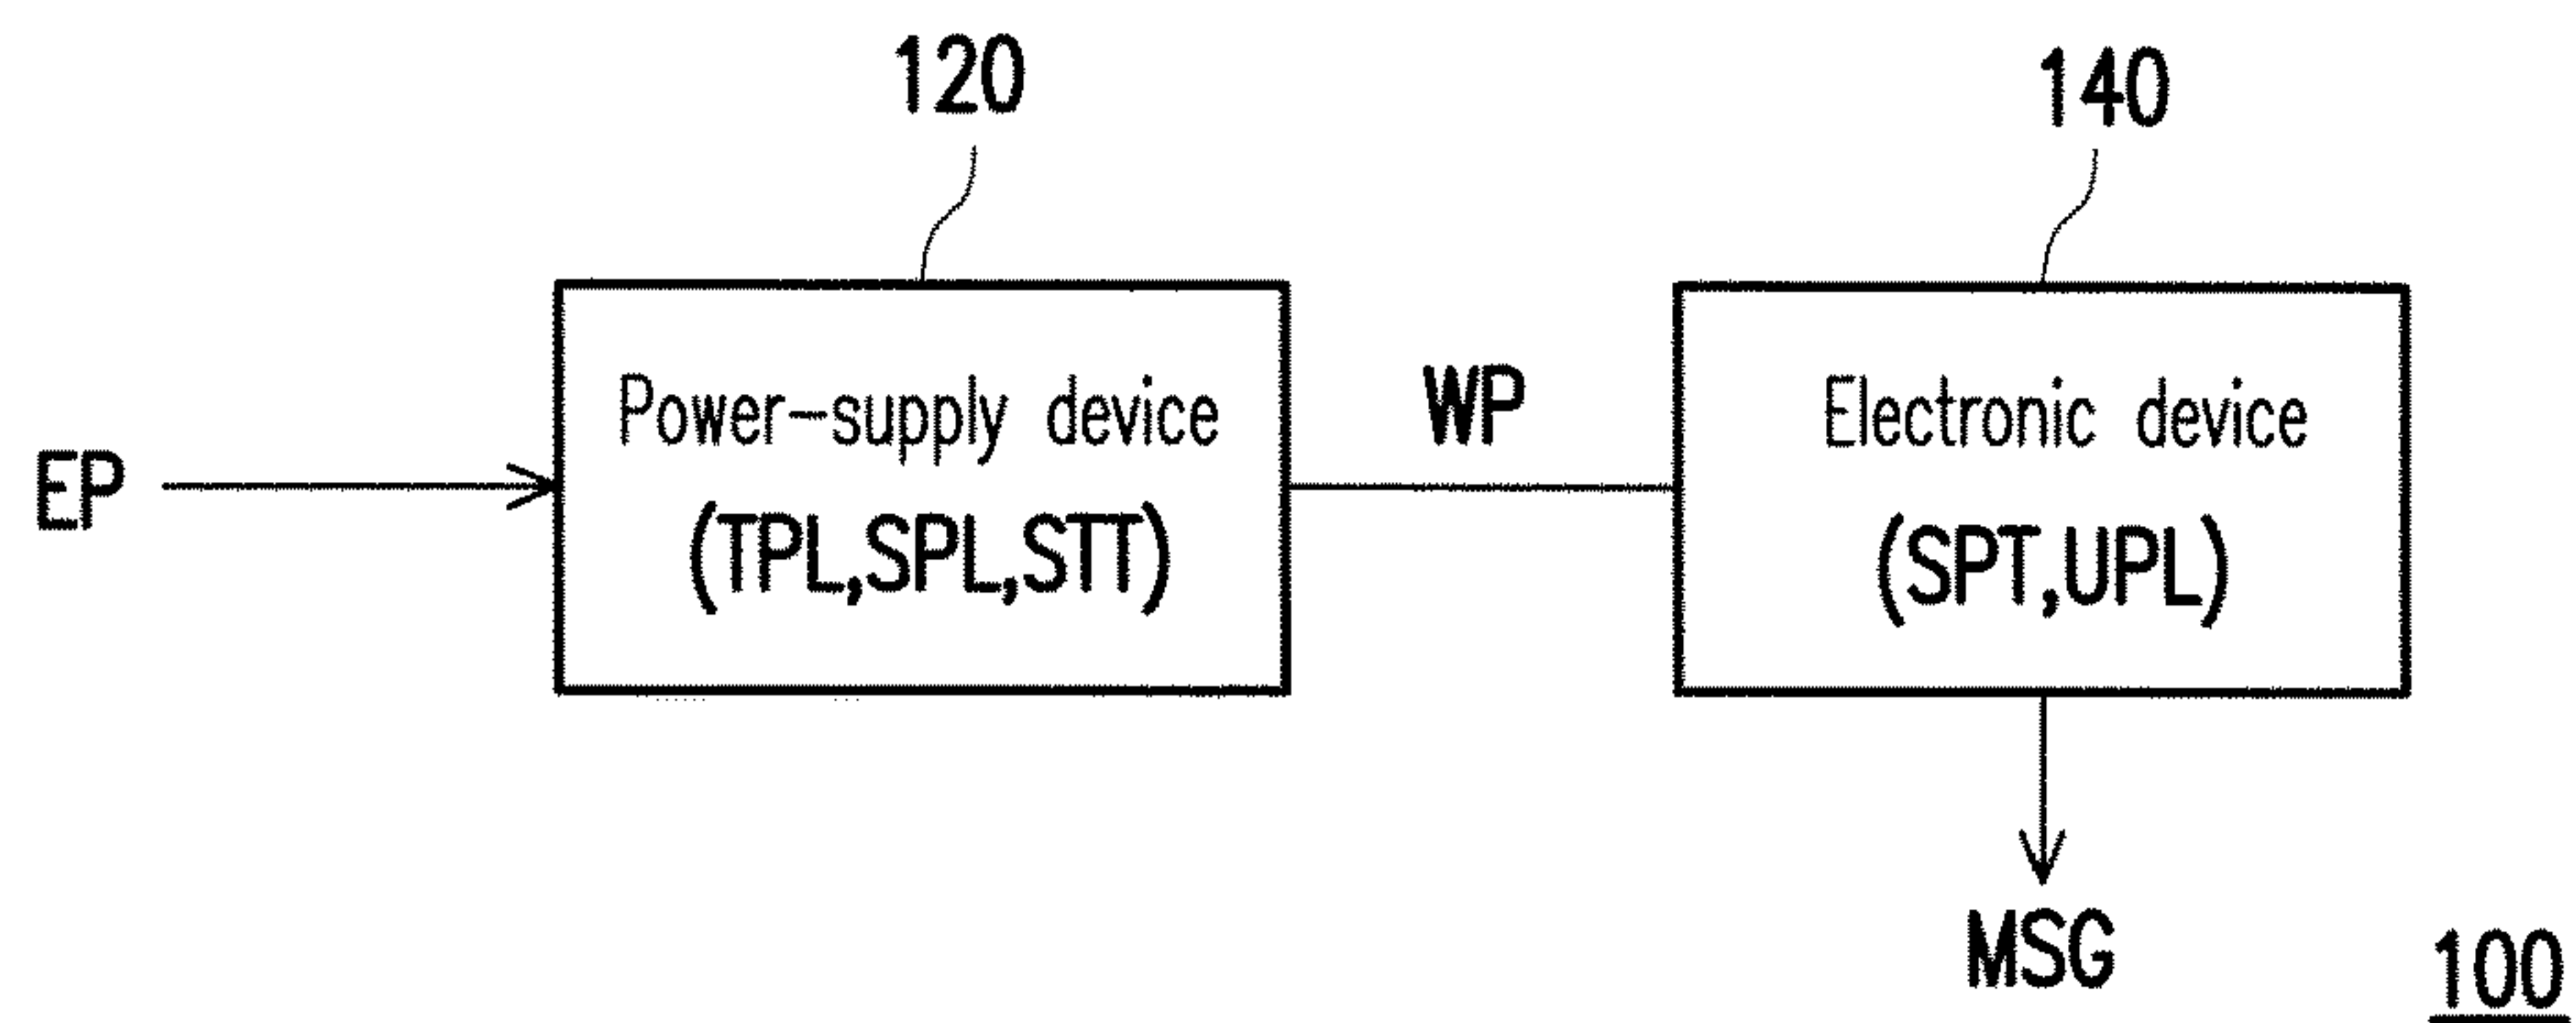 120
140
EP
Power-supply device
(TPL,SPL,STT)
WP
Electronic device
(SPT,UPL)
MSG
100